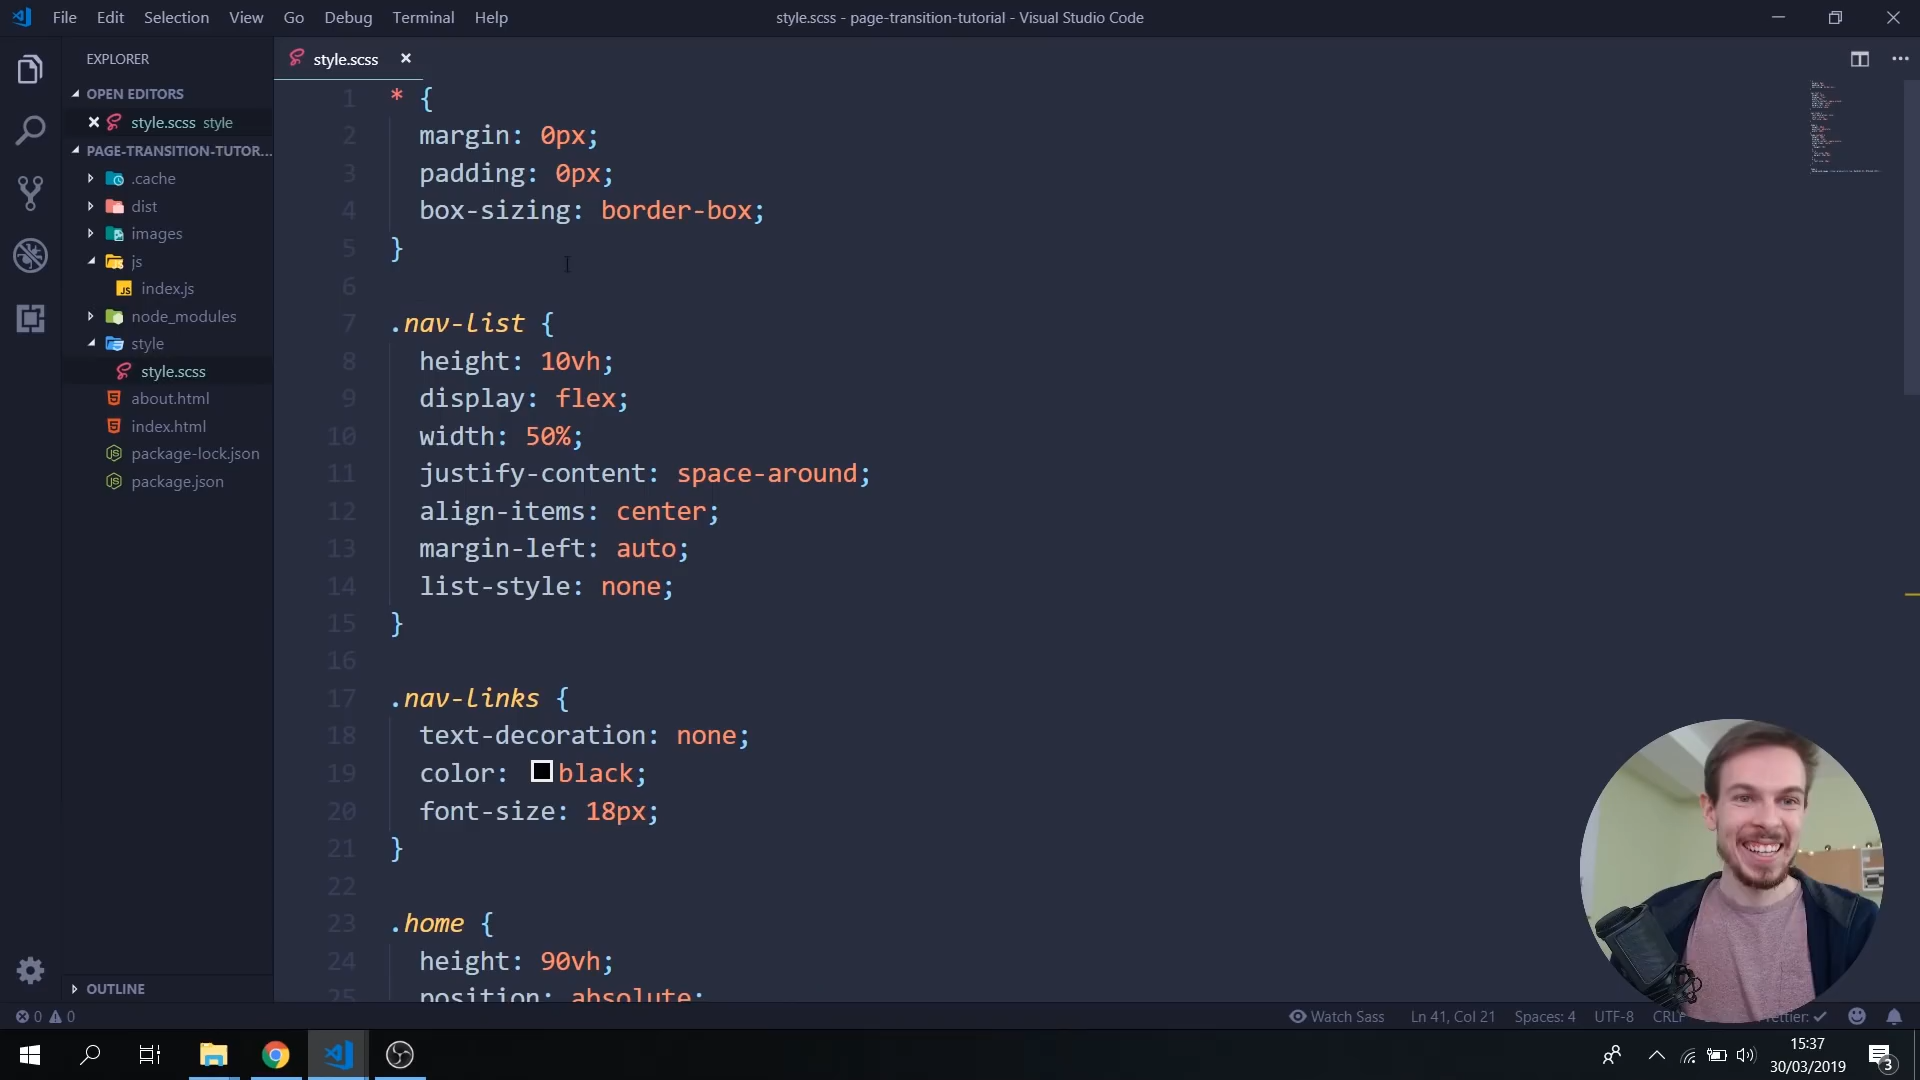 File Edit Selection View Go Debug Terminal Help
style.scss - page-transition-tutorial - Visual Studio Code
EXPLORER
OPEN EDITORS
style.scss style
PAGE-TRANSITION-TUTOR...
.cache
dist
images
js
JS index.js
node_modules
style
style.scss
about.html
index.html
package-lock.json
package.json
OUTLINE
style.scss
1 * {
2 margin: 0px;
3 padding: 0px;
4 box-sizing: border-box;
5 }
6
7 .nav-list {
8 height: 10vh;
9 display: flex;
10 width: 50%;
11 justify-content: space-around;
12 align-items: center;
13 margin-left: auto;
14 list-style: none;
15 }
16
17 .nav-links {
18 text-decoration: none;
19 color: black;
20 font-size: 18px;
21 }
22
23 .home {
24 height: 90vh;
25 position: absolute;
0 0
Watch Sass Ln 41, Col 21 Spaces: 4 UTF-8 CRLF
15:37
30/03/2019
3